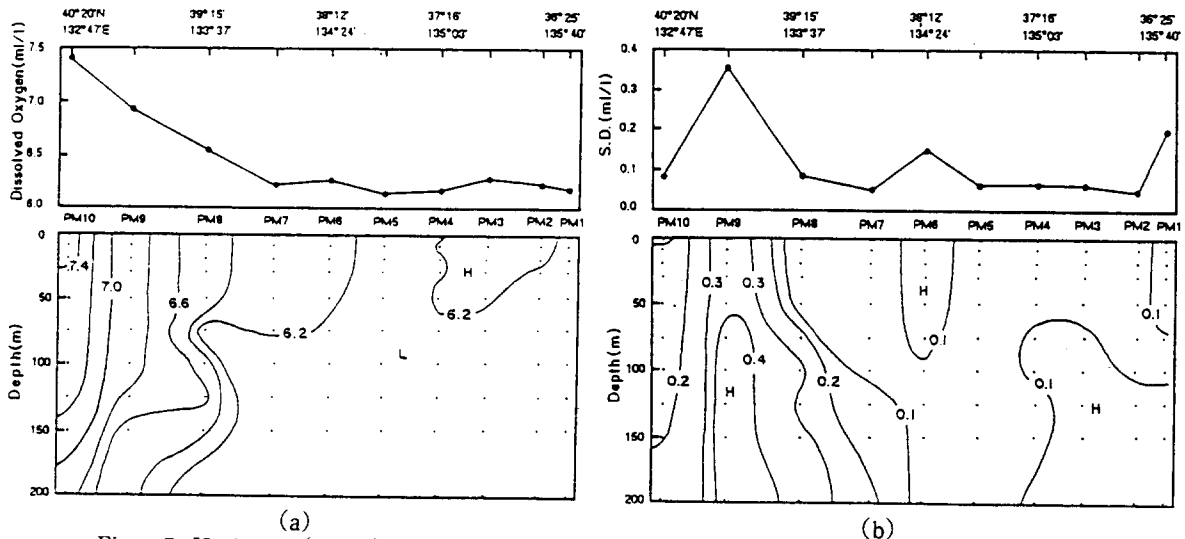 40°20'N 39°15' 38°12' 37°16' 36°25'
132°47'E 133°37' 134°24' 135°03' 135°40'
Dissolved Oxygen(ml/l)
7.5
7.0
6.5
6.0
PM10 PM9 PM8 PM7 PM6 PM5 PM4 PM3 PM2 PM1
Depth(m)
0
50
100
150
200
7.4
7.0
6.6
6.2
H
6.2
L
(a)
40°20N 39°15' 38°12' 37°16' 36°25'
132°47'E 133°37 134°24' 135°03' 135°40'
S.D.(ml/l)
0.4
0.3
0.2
0.1
0.0
PM10 PM9 PM8 PM7 PM6 PM5 PM4 PM3 PM2 PM1
Depth(m)
0
50
100
150
200
0.3
0.3
H
0.1
0.1
0.4
0.2
0.2
H
0.1
0.1
H
(b)